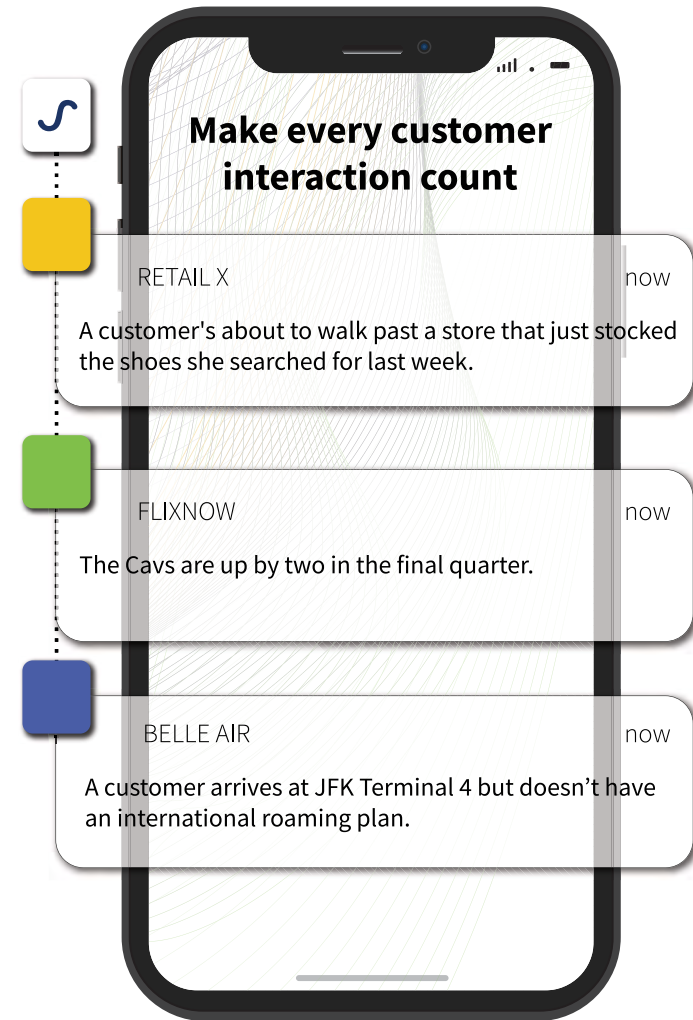 Make every customer
interaction count
RETAIL X
now
A customer's about to walk past a store that just stocked
the shoes she searched for last week.
FLIXNOW
now
The Cavs are up by two in the final quarter.
BELLE AIR
now
A customer arrives at JFK Terminal 4 but doesn’t have
an international roaming plan.